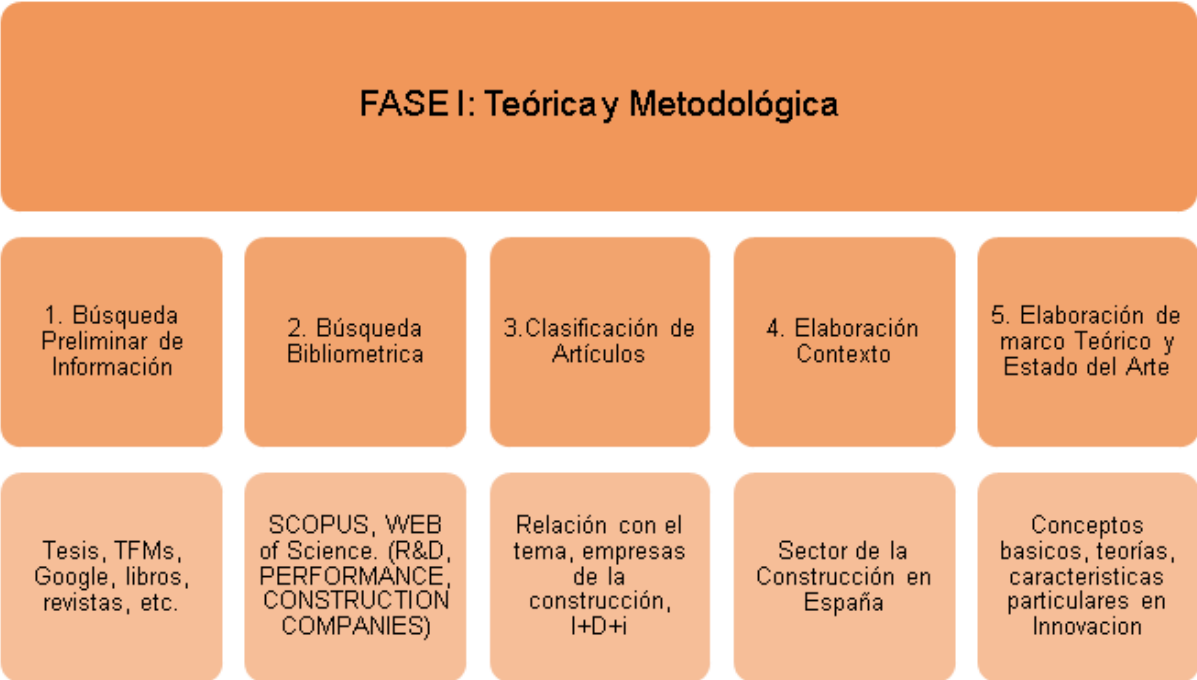 FASE I: Teórica y Metodológica
1. Búsqueda
Preliminar de
Información
2. Búsqueda
Bibliometrica
3.Clasificación de
Artículos
4. Elaboración
Contexto
5. Elaboración de
marco Teórico y
Estado del Arte
Tesis, TFMs,
Google, libros,
revistas, etc.
SCOPUS, WEB
of Science. (R&D,
PERFORMANCE,
CONSTRUCTION
COMPANIES)
Relación con el
tema, empresas
de la
construcción,
I+D+i
Sector de la
Construcción en
España
Conceptos
basicos, teorías,
caracteristicas
particulares en
Innovacion